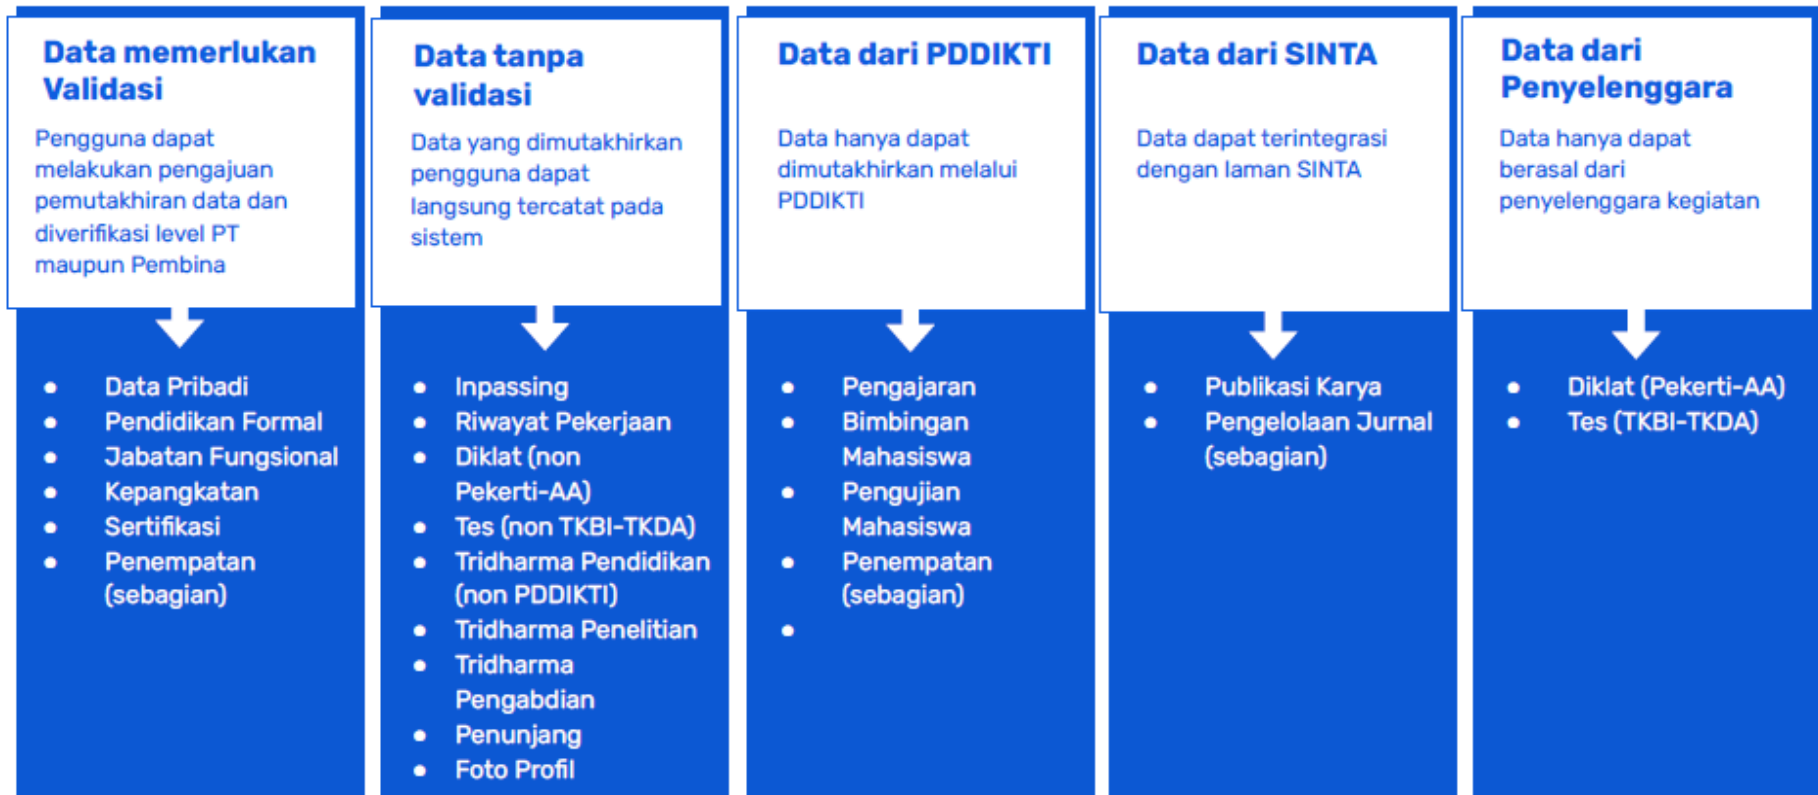 Data memerlukan
Validasi
Pengguna dapat
melakukan pengajuan
pemutakhiran data dan
diverifikasi level PT
maupun Pembina
● Data Pribadi
● Pendidikan Formal
● Jabatan Fungsional
● Kepangkatan
● Sertifikasi
● Penempatan
(sebagian)
Data tanpa
validasi
Data yang dimutakhirkan
pengguna dapat
langsung tercatat pada
sistem
● Inpassing
● Riwayat Pekerjaan
● Diklat (non
Pekerti-AA)
● Tes (non TKBI-TKDA)
● Tridharma Pendidikan
(non PDDIKTI)
● Tridharma Penelitian
● Tridharma
Pengabdian
● Penunjang
● Foto Profil
Data dari PDDIKTI
Data hanya dapat
dimutakhirkan melalui
PDDIKTI
● Pengajaran
● Bimbingan
Mahasiswa
● Pengujian
Mahasiswa
● Penempatan
(sebagian)
●
Data dari SINTA
Data dapat terintegrasi
dengan laman SINTA
● Publikasi Karya
● Pengelolaan Jurnal
(sebagian)
Data dari
Penyelenggara
Data hanya dapat
berasal dari
penyelenggara kegiatan
● Diklat (Pekerti-AA)
● Tes (TKBI-TKDA)